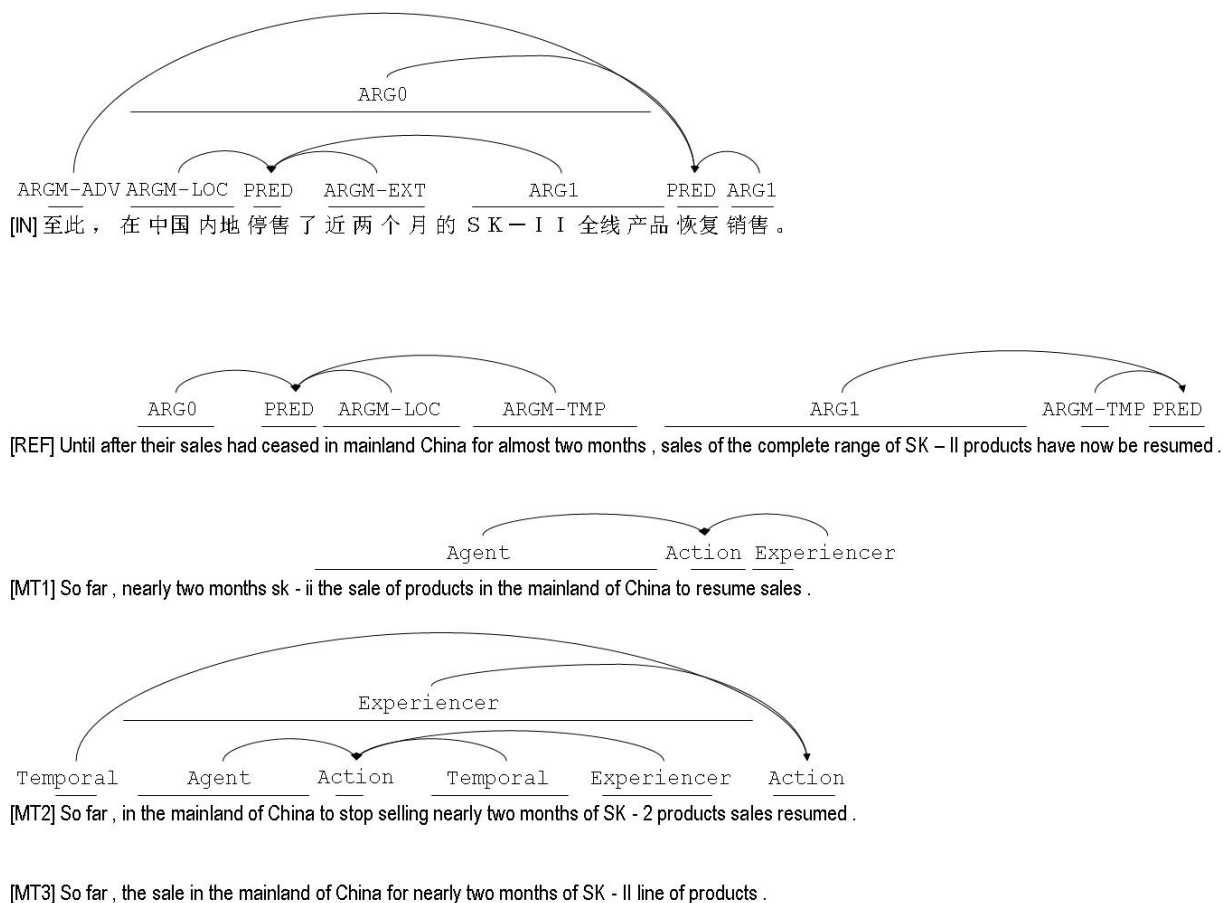 ARG0
ARGM-ADV ARGM-LOC PRED ARGM-EXT ARG1 PRED ARG1
[IN] 至此 ， 在 中国 内地 停售 了 近 两 个 月 的 ＳＫ－ＩＩ 全线 产品 恢复 销售 。
ARG0 PRED ARGM-LOC ARGM-TMP ARG1 ARGM-TMP PRED
[REF] Until after their sales had ceased in mainland China for almost two months , sales of the complete range of SK – II products have now be resumed .
Agent Action Experiencer
[MT1] So far , nearly two months sk - ii the sale of products in the mainland of China to resume sales .
Experiencer
Temporal Agent Action Temporal Experiencer Action
[MT2] So far , in the mainland of China to stop selling nearly two months of SK - 2 products sales resumed .
[MT3] So far , the sale in the mainland of China for nearly two months of SK - II line of products .